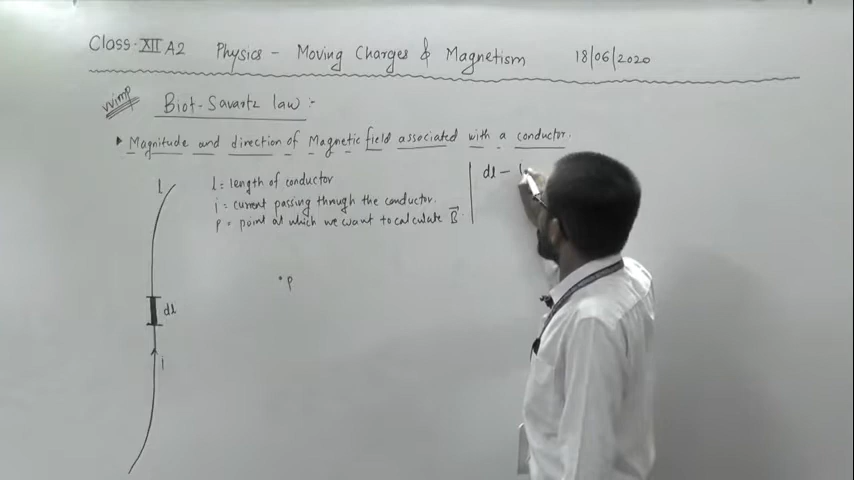 Class-XII A2 Physics - Moving Charges & Magnetism 18/06/2020
VVimp Biot-Savartz law :-
Magnitude and direction of Magnetic field associated with a conductor.
l
l = length of conductor
i = current passing through the conductor.
p = point at which we want to calculate B
dl - l
p
dl
i